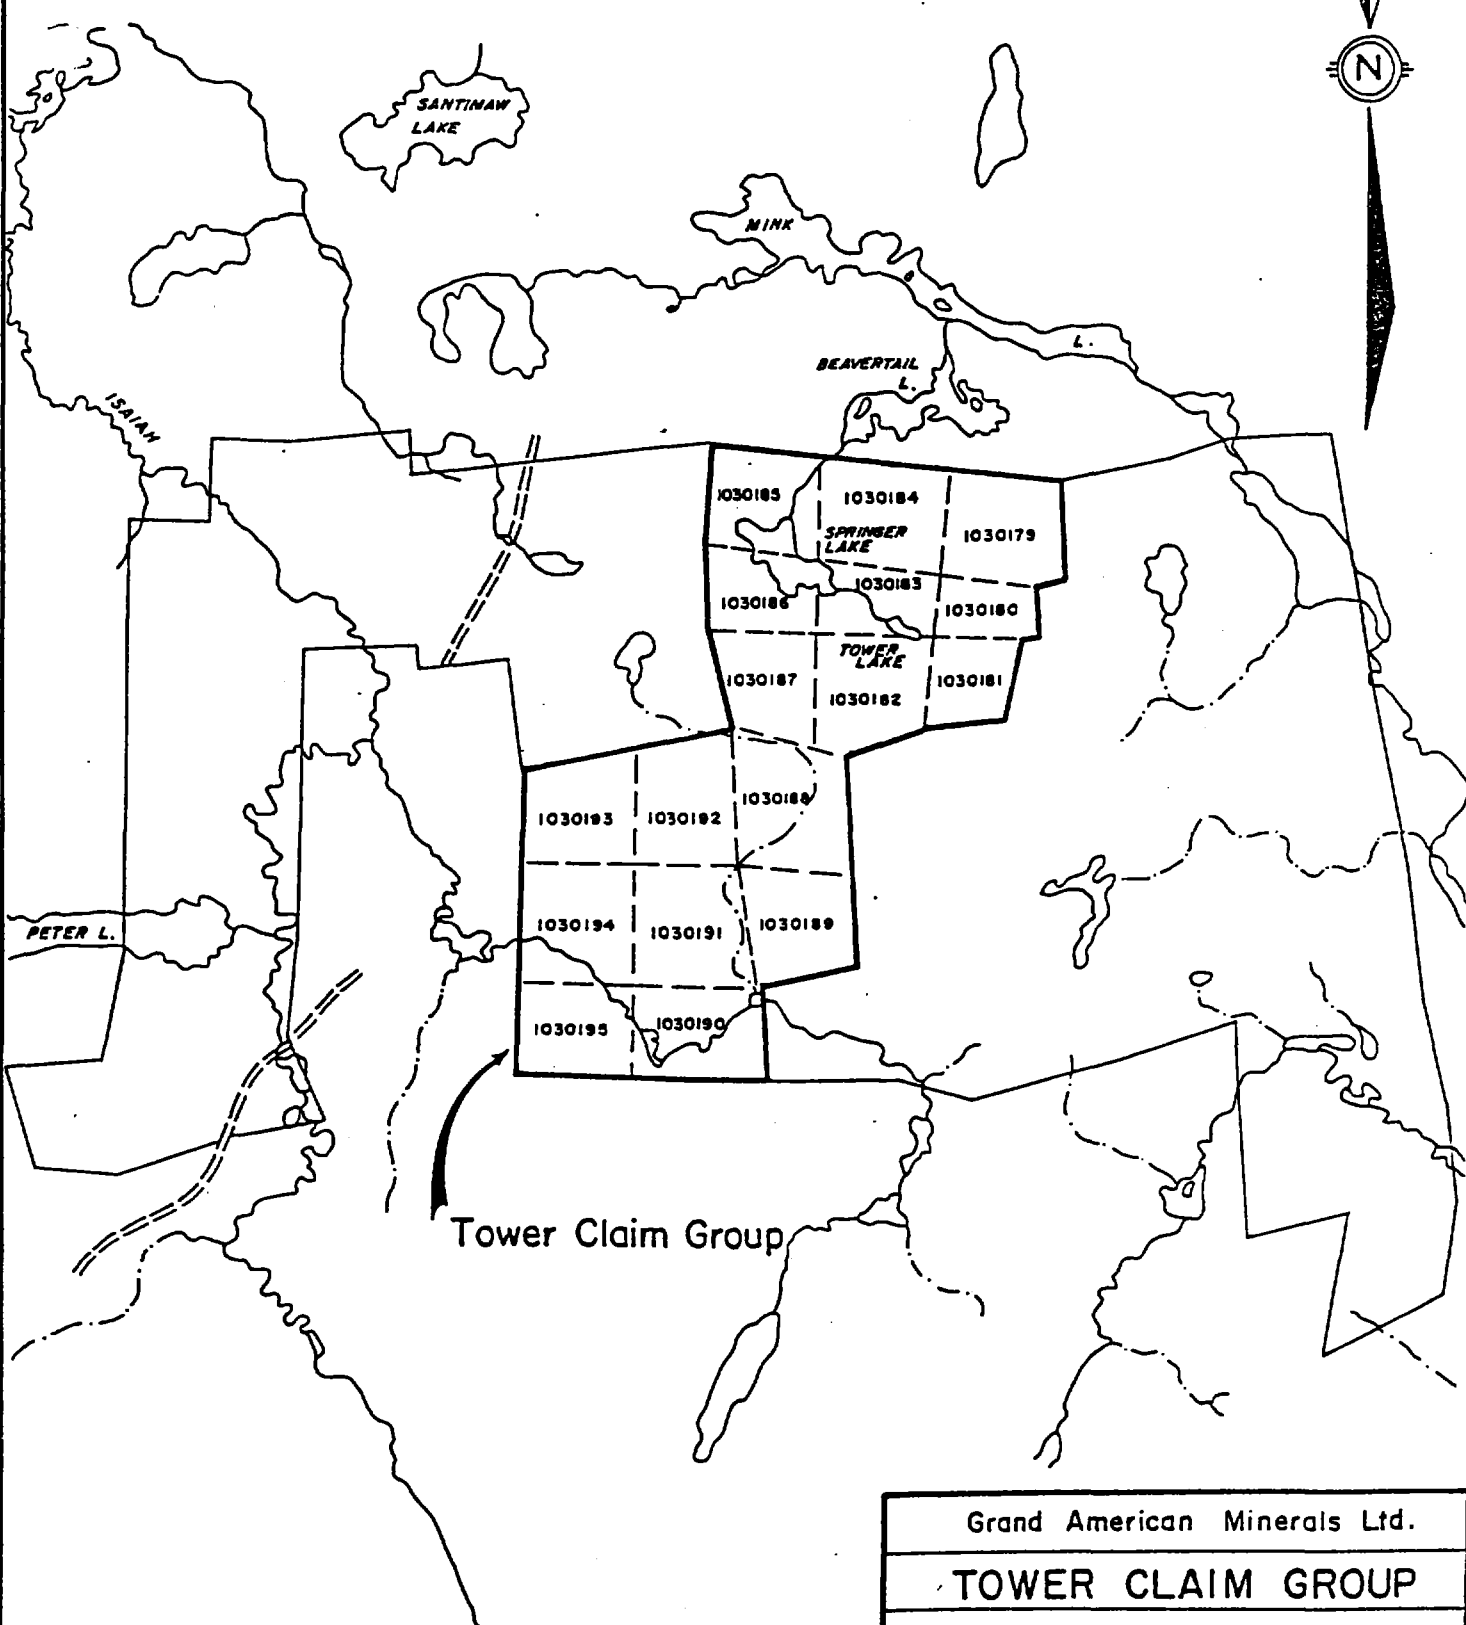 N
SANTIMAW
LAKE
MINK
L.
BEAVERTAIL
L.
ISAIAH
1030185
1030184
1030179
SPRINGER
LAKE
1030183
1030186
1030180
TOWER
LAKE
1030187
1030182
1030181
1030188
1030193
1030192
1030194
1030191
1030189
PETER L.
1030195
1030190
Tower Claim Group
Grand American Minerals Ltd.
TOWER CLAIM GROUP